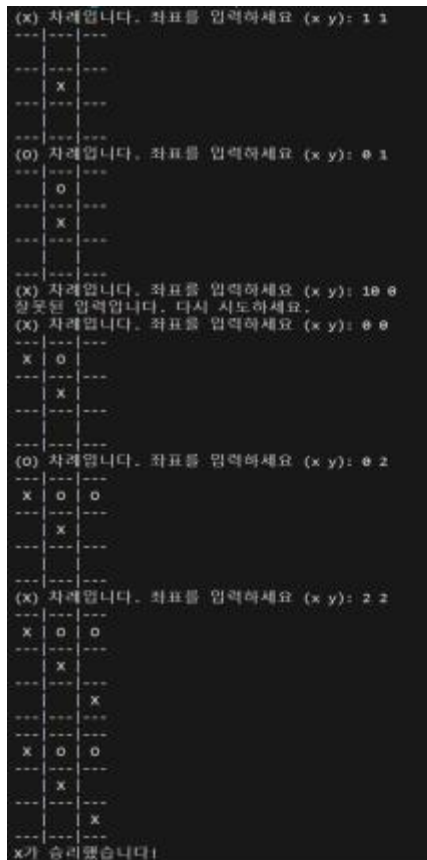 (X) 차례입니다. 좌표를 입력하세요 (x y): 1 1
---|---|---
   |   |
---|---|---
   | X |
---|---|---
   |   |
---|---|---
(O) 차례입니다. 좌표를 입력하세요 (x y): 0 1
---|---|---
   | O |
---|---|---
   | X |
---|---|---
   |   |
---|---|---
(X) 차례입니다. 좌표를 입력하세요 (x y): 10 0
잘못된 입력입니다. 다시 시도하세요.
(X) 차례입니다. 좌표를 입력하세요 (x y): 0 0
---|---|---
 X | O |
---|---|---
   | X |
---|---|---
   |   |
---|---|---
(O) 차례입니다. 좌표를 입력하세요 (x y): 0 2
---|---|---
 X | O | O
---|---|---
   | X |
---|---|---
   |   |
---|---|---
(X) 차례입니다. 좌표를 입력하세요 (x y): 2 2
---|---|---
 X | O | O
---|---|---
   | X |
---|---|---
   |   | X
---|---|---
---|---|---
 X | O | O
---|---|---
   | X |
---|---|---
   |   | X
---|---|---
X가 승리했습니다!